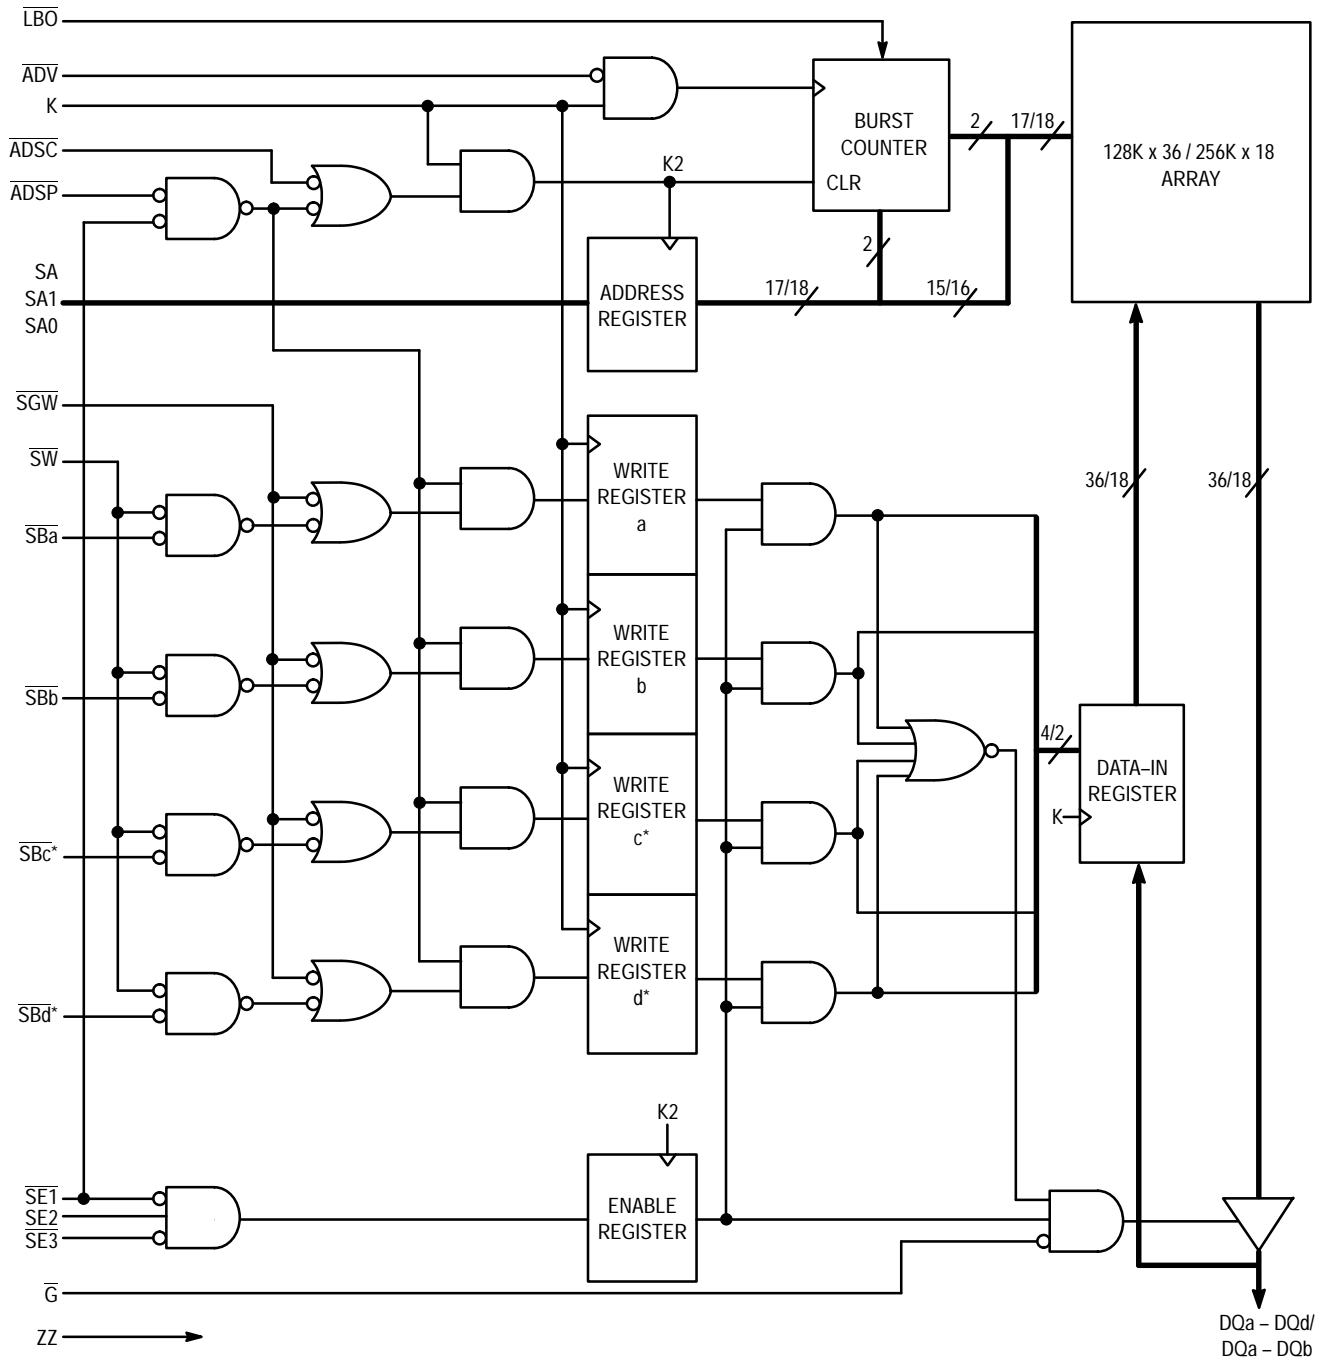 LBO
ADV
K
ADSC
ADSP
K2
BURST
COUNTER
CLR
2
17/18
128K x 36 / 256K x 18
ARRAY
2
SA
SA1
SA0
ADDRESS
REGISTER
17/18
15/16
SGW
SW
SBa
WRITE
REGISTER
a
36/18
36/18
SBb
WRITE
REGISTER
b
4/2
DATA–IN
REGISTER
K
SBc*
WRITE
REGISTER
c*
SBd*
WRITE
REGISTER
d*
K2
SE1
SE2
SE3
ENABLE
REGISTER
G
ZZ
DQa – DQd/
DQa – DQb